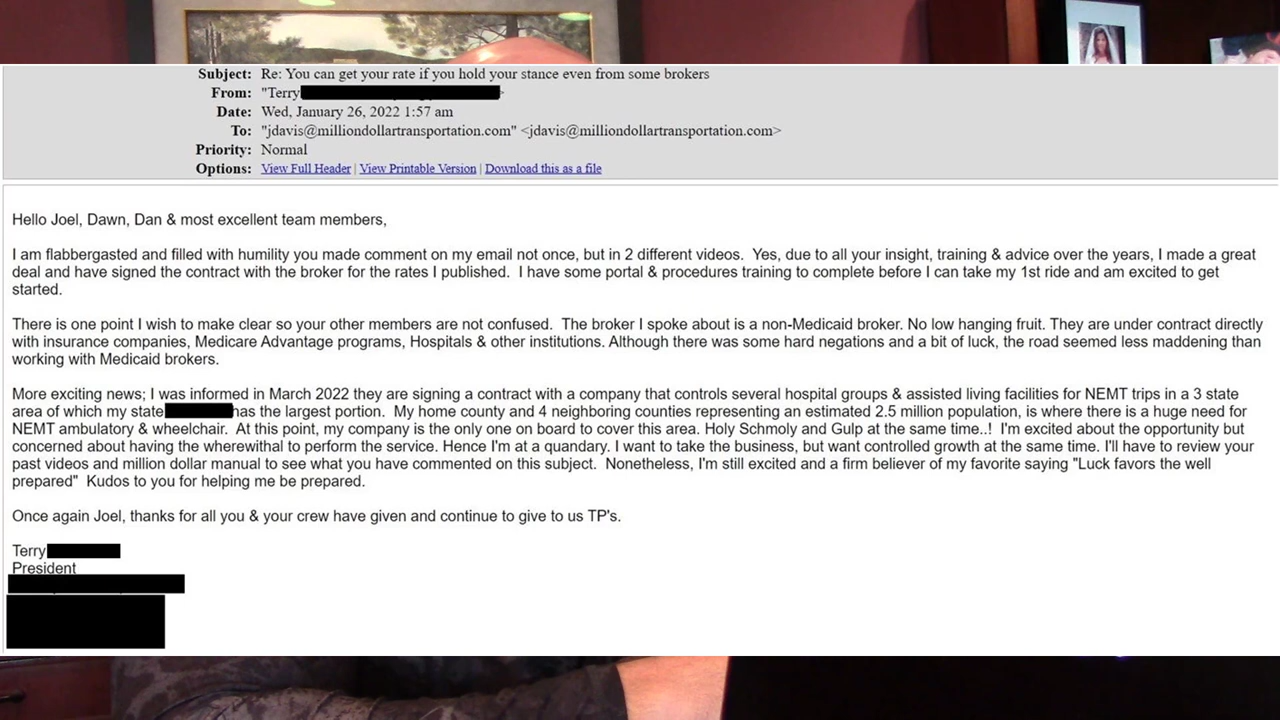 Subject: Re: You can get your rate if you hold your stance even from some brokers
From: "Terry
Date: Wed, January 26, 2022 1:57 am
To: "jdavis@milliondollartransportation.com" <jdavis@milliondollartransportation.com>
Priority: Normal
Options: View Full Header | View Printable Version | Download this as a file
Hello Joel, Dawn, Dan & most excellent team members,
I am flabbergasted and filled with humility you made comment on my email not once, but in 2 different videos. Yes, due to all your insight, training & advice over the years, I made a great
deal and have signed the contract with the broker for the rates I published. I have some portal & procedures training to complete before I can take my 1st ride and am excited to get
started.
There is one point I wish to make clear so your other members are not confused. The broker I spoke about is a non-Medicaid broker. No low hanging fruit. They are under contract directly
with insurance companies, Medicare Advantage programs, Hospitals & other institutions. Although there was some hard negations and a bit of luck, the road seemed less maddening than
working with Medicaid brokers.
More exciting news; I was informed in March 2022 they are signing a contract with a company that controls several hospital groups & assisted living facilities for NEMT trips in a 3 state
area of which my state has the largest portion. My home county and 4 neighboring counties representing an estimated 2.5 million population, is where there is a huge need for
NEMT ambulatory & wheelchair. At this point, my company is the only one on board to cover this area. Holy Schmoly and Gulp at the same time..! I'm excited about the opportunity but
concerned about having the wherewithal to perform the service. Hence I'm at a quandary. I want to take the business, but want controlled growth at the same time. I'll have to review your
past videos and million dollar manual to see what you have commented on this subject. Nonetheless, I'm still excited and a firm believer of my favorite saying "Luck favors the well
prepared" Kudos to you for helping me be prepared.
Once again Joel, thanks for all you & your crew have given and continue to give to us TP's.
Terry
President